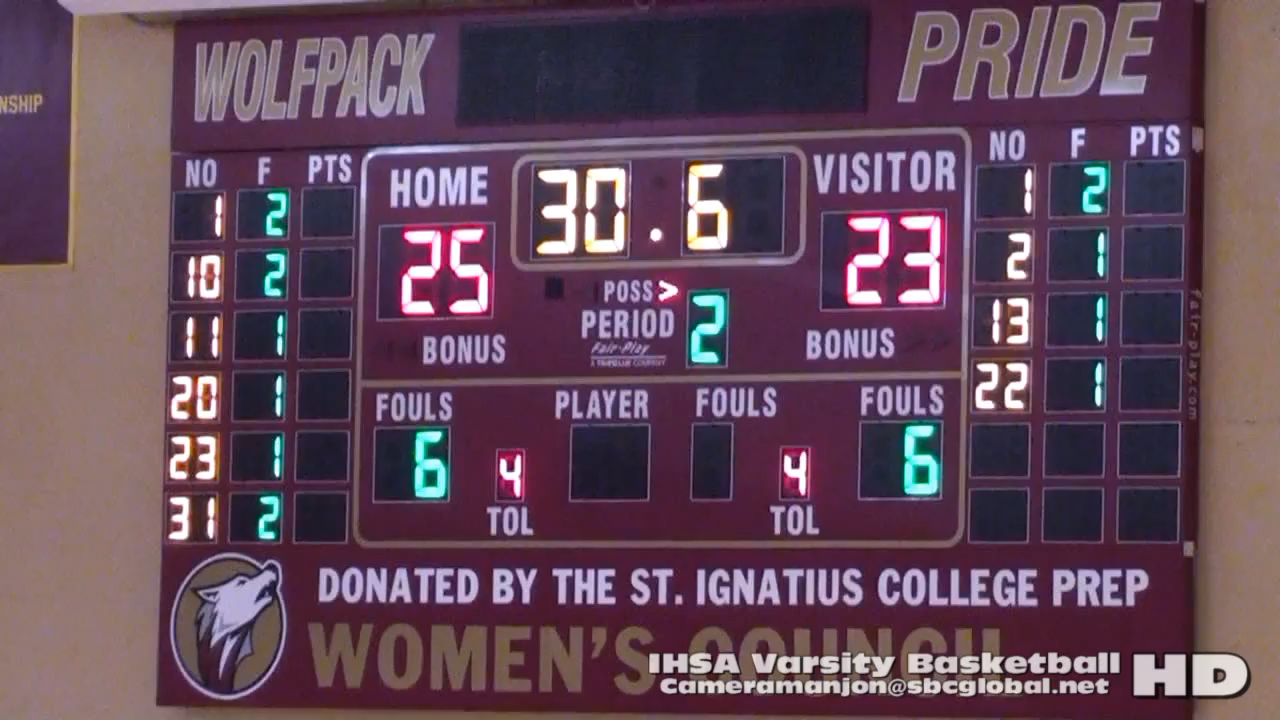 WOLFPACK PRIDE
NSHIP
NO F PTS HOME 30.6 VISITOR NO F PTS
1 2 25 23 1 2
10 2 POSS> 2 1
11 1 BONUS PERIOD 2 BONUS 13 1
Fair-Play
20 1 FOULS PLAYER FOULS FOULS 22 1
23 1 6 4 4 6
31 2 TOL TOL
fair-play.com
DONATED BY THE ST. IGNATIUS COLLEGE PREP
WOMEN'S COUNCIL
IHSA Varsity Basketball HD
Cameramanjon@sbcglobal.net